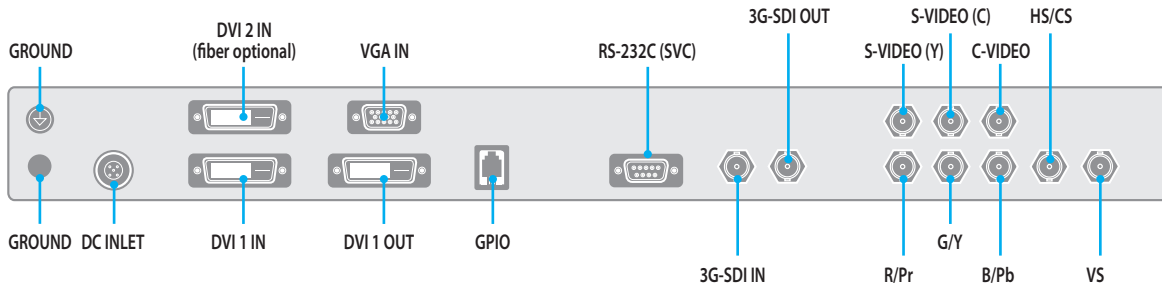 GROUND
DVI 2 IN
(fiber optional)
VGA IN
RS-232C (SVC)
3G-SDI OUT
S-VIDEO (Y)
S-VIDEO (C)
C-VIDEO
HS/CS
GROUND
DC INLET
DVI 1 IN
DVI 1 OUT
GPIO
3G-SDI IN
R/Pr
G/Y
B/Pb
VS